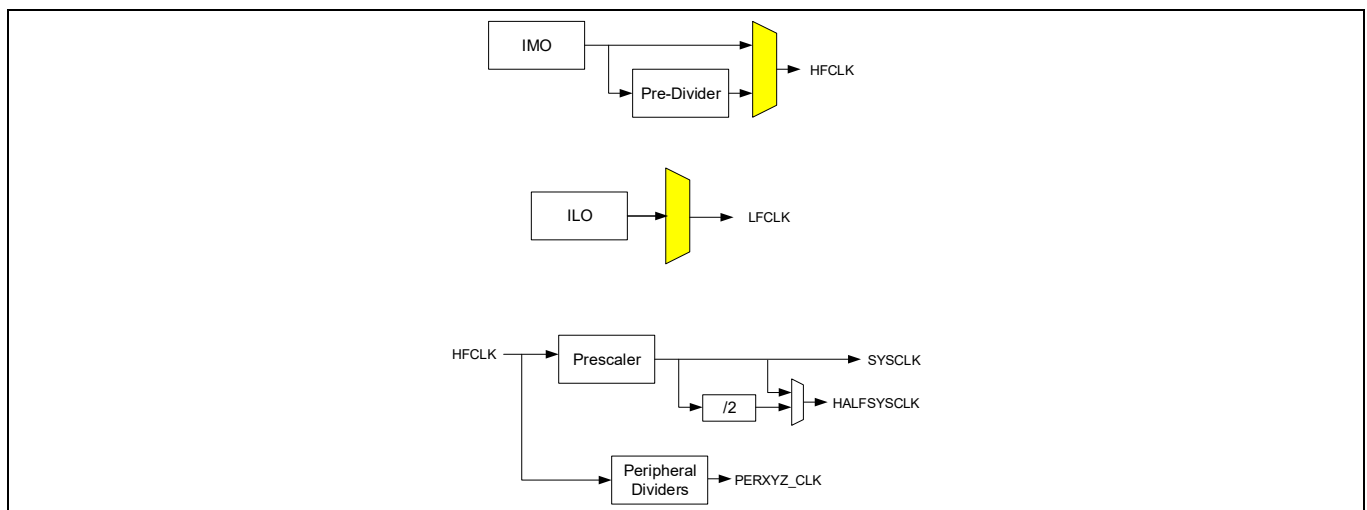 IMO
HFCLK
Pre-Divider
ILO
LFCLK
HFCLK
Prescaler
SYSCLK
/2
HALFSYSCLK
Peripheral
Dividers
PERXYZ_CLK